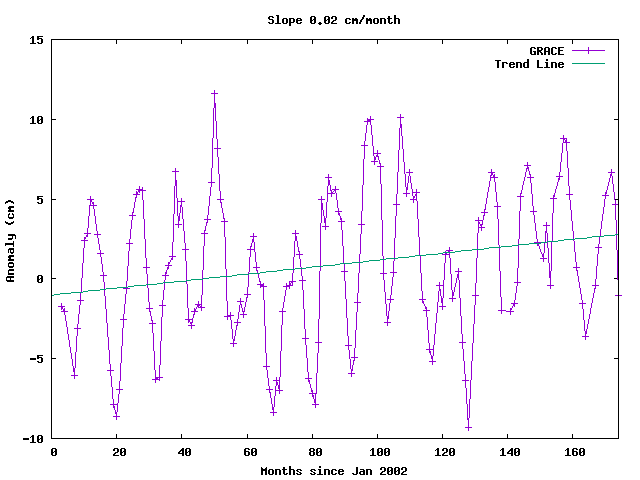 Slope 0.02 cm/month
15
GRACE
Trend Line
10
5
Anomaly (cm)
0
-5
-10
0 20 40 60 80 100 120 140 160
Months since Jan 2002